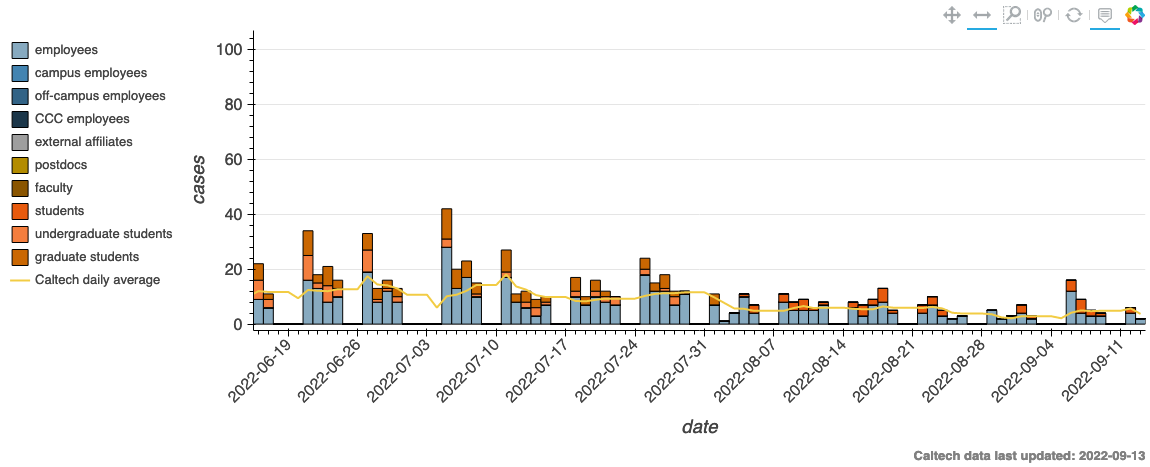 employees
campus employees
off-campus employees
CCC employees
external affiliates
postdocs
faculty
students
undergraduate students
graduate students
Caltech daily average
cases
100
80
60
40
20
0
2022-06-19
2022-06-26
2022-07-03
2022-07-10
2022-07-17
2022-07-24
2022-07-31
2022-08-07
2022-08-14
2022-08-21
2022-08-28
2022-09-04
2022-09-11
date
Caltech data last updated: 2022-09-13